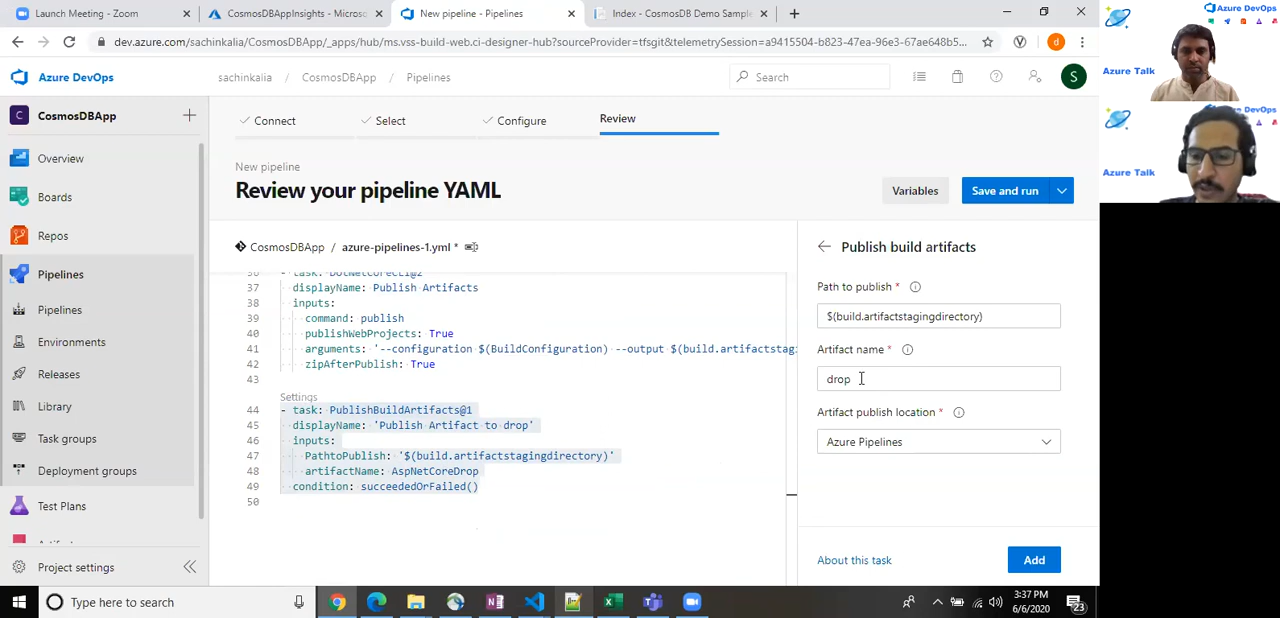 Launch Meeting - Zoom
CosmosDBAppInsights - Microso
New pipeline - Pipelines
Index - CosmosDB Demo Sample
dev.azure.com/sachinkalia/CosmosDBApp/_apps/hub/ms.vss-build-web.ci-designer-hub?sourceProvider=tfsgit&telemetrySession=a9415504-b823-47ea-96e3-67ae648b5...
d
Azure DevOps
sachinkalia / CosmosDBApp / Pipelines
Search
S
C CosmosDBApp
Overview
Boards
Repos
Pipelines
Pipelines
Environments
Releases
Library
Task groups
Deployment groups
Test Plans
Project settings
Connect
Select
Configure
Review
New pipeline
Review your pipeline YAML
Variables
Save and run
CosmosDBApp / azure-pipelines-1.yml *
36 - task: DotNetCoreCLI@2
37 displayName: Publish Artifacts
38 inputs:
39 command: publish
40 publishWebProjects: True
41 arguments: '--configuration $(BuildConfiguration) --output $(build.artifactstagi
42 zipAfterPublish: True
43
Settings
44 - task: PublishBuildArtifacts@1
45 displayName: 'Publish Artifact to drop'
46 inputs:
47 PathtoPublish: '$(build.artifactstagingdirectory)'
48 artifactName: AspNetCoreDrop
49 condition: succeededOrFailed()
50
Publish build artifacts
Path to publish *
$(build.artifactstagingdirectory)
Artifact name *
drop
Artifact publish location *
Azure Pipelines
About this task
Add
Azure DevOps
Azure Talk
Azure Talk
Type here to search
3:37 PM
6/6/2020
23